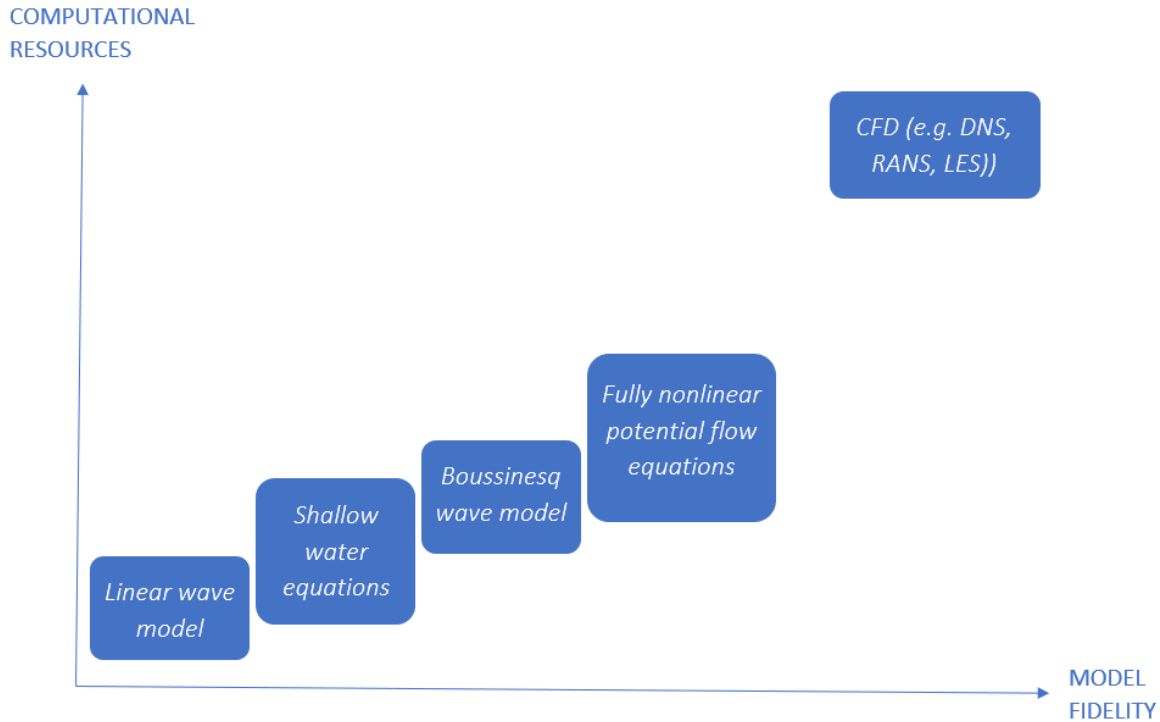 COMPUTATIONAL
RESOURCES
CFD (e.g. DNS,
RANS, LES))
Fully nonlinear
potential flow
equations
Boussinesq
wave model
Shallow
water
equations
Linear wave
model
MODEL
FIDELITY